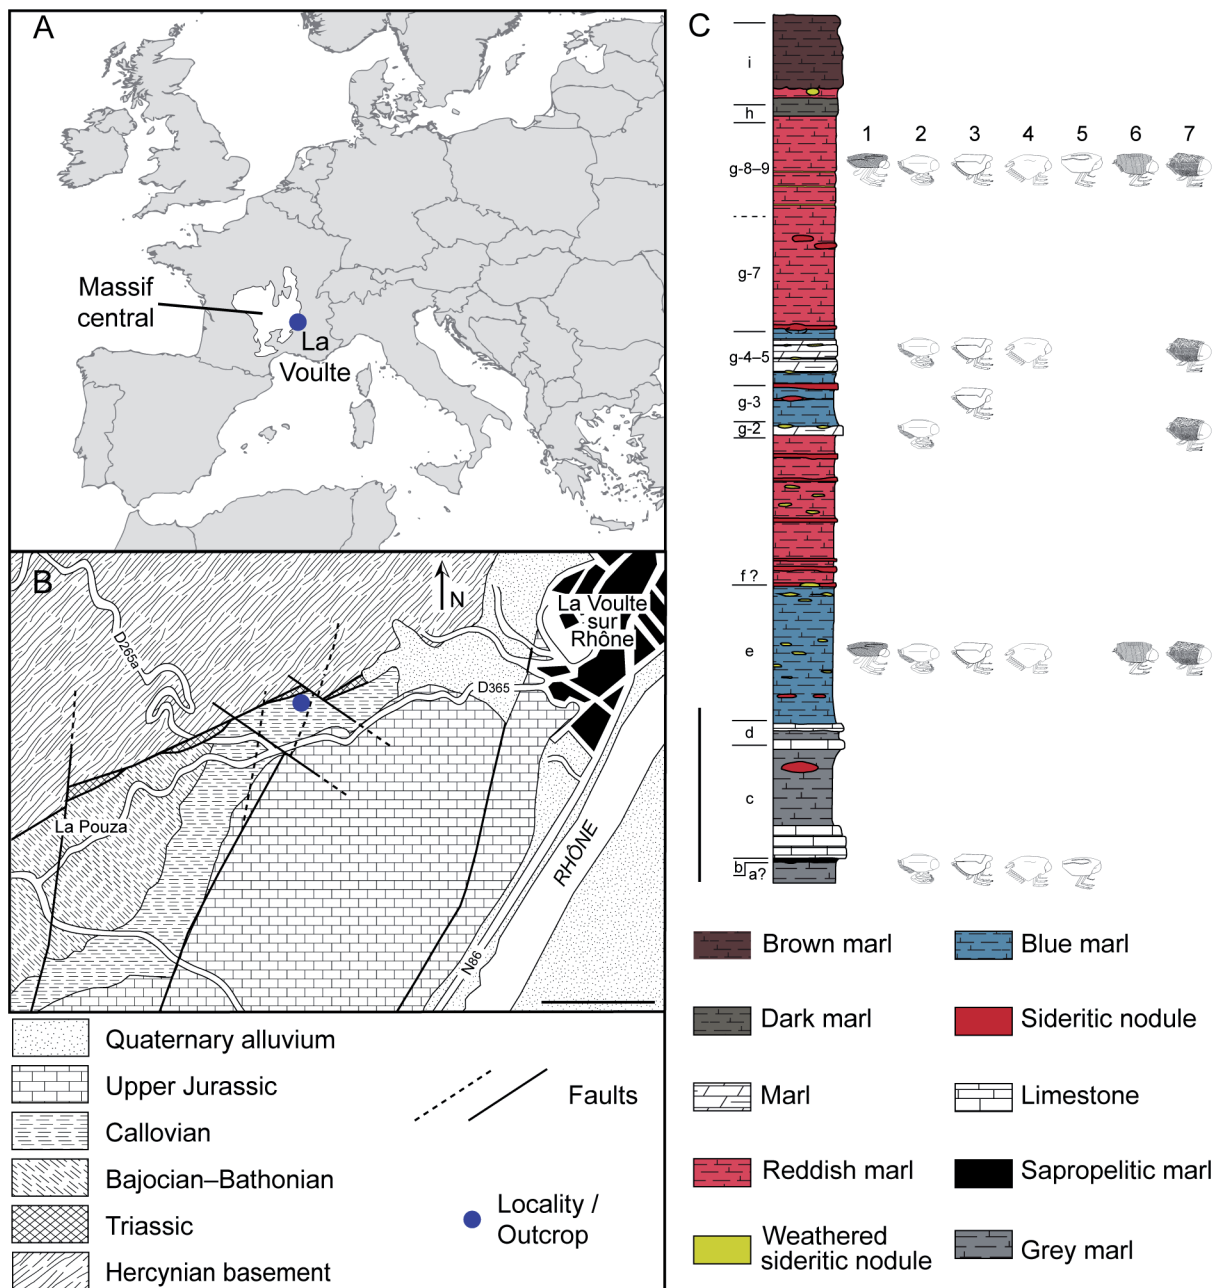 A
Massif
central
La
Voulte
B
N
La Voulte
sur
Rhône
D265a
D365
La Pouza
RHÔNE
N86
Quaternary alluvium
Upper Jurassic
Callovian
Bajocian–Bathonian
Triassic
Hercynian basement
Faults
Locality /
Outcrop
C
i
h
1 2 3 4 5 6 7
g-8–9
g-7
g-4–5
g-3
g-2
f ?
e
d
c
b
a?
Brown marl
Blue marl
Dark marl
Sideritic nodule
Marl
Limestone
Reddish marl
Sapropelitic marl
Weathered
sideritic nodule
Grey marl